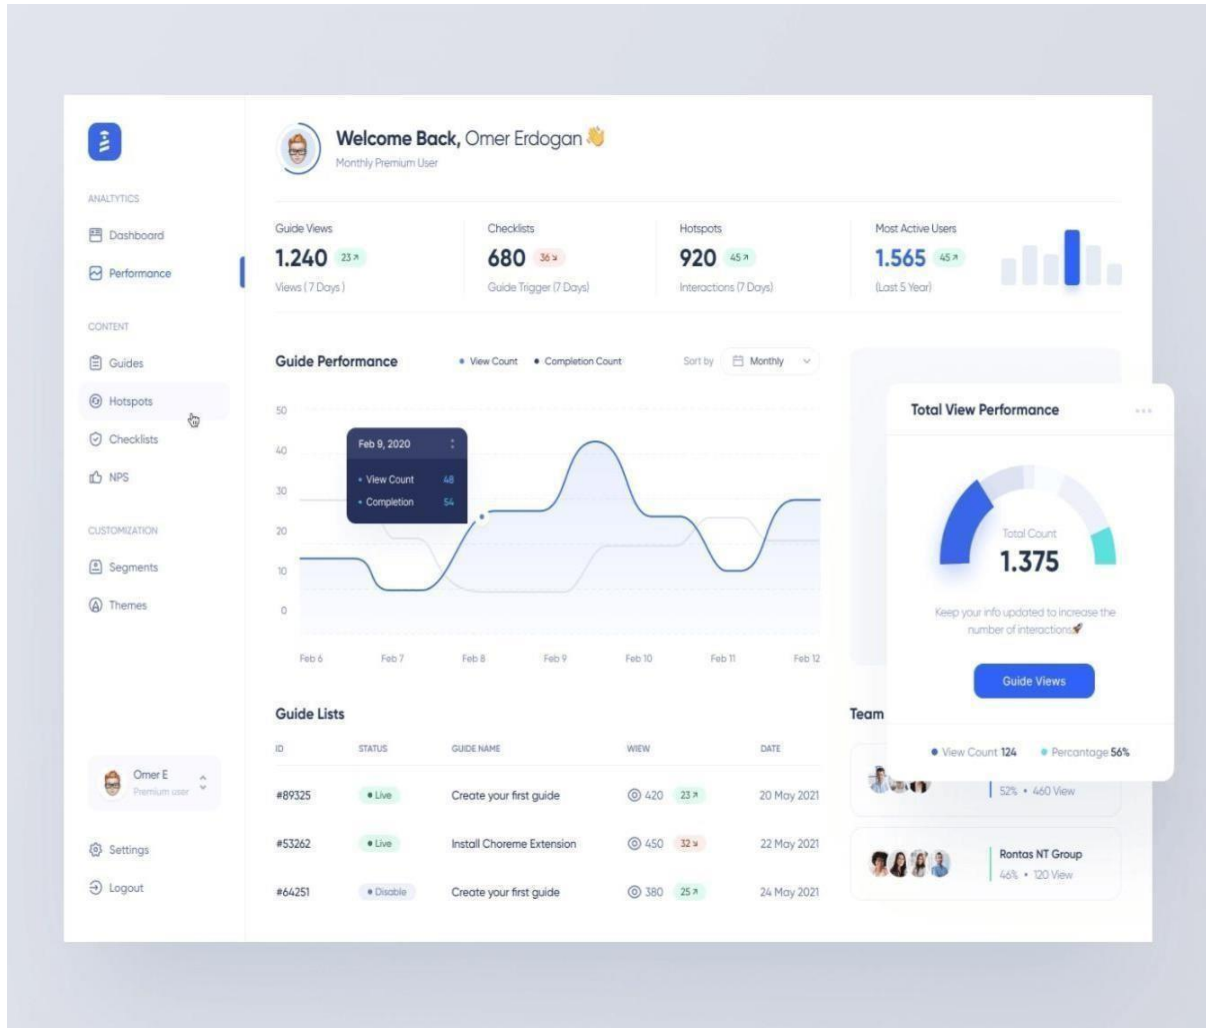 ANALTYTICS
Dashboard
Performance
CONTENT
Guides
Hotspots
Checklists
NPS
CUSTOMIZATION
Segments
Themes
Omer E
Premium user
Settings
Logout
Welcome Back, Omer Erdogan
Monthly Premium User
Guide Views
1.240 23
Views ( 7 Days )
Checklists
680 36
Guide Trigger (7 Days)
Hotspots
920 45
Interactions (7 Days)
Most Active Users
1.565 45
(Last 5 Year)
Guide Performance
View Count Completion Count
Sort by Monthly
50
40
30
20
10
0
Feb 9, 2020
View Count 48
Completion 54
Feb 6 Feb 7 Feb 8 Feb 9 Feb 10 Feb 11 Feb 12
Total View Performance
Total Count
1.375
Keep your info updated to increase the
number of interactions
Guide Views
View Count 124 Percantage 56%
Guide Lists
ID STATUS GUIDE NAME WIEW DATE
#89325 Live Create your first guide 420 23 20 May 2021
#53262 Live Install Choreme Extension 450 32 22 May 2021
#64251 Disable Create your first guide 380 25 24 May 2021
Team
52% • 460 View
Rontas NT Group
46% • 120 View